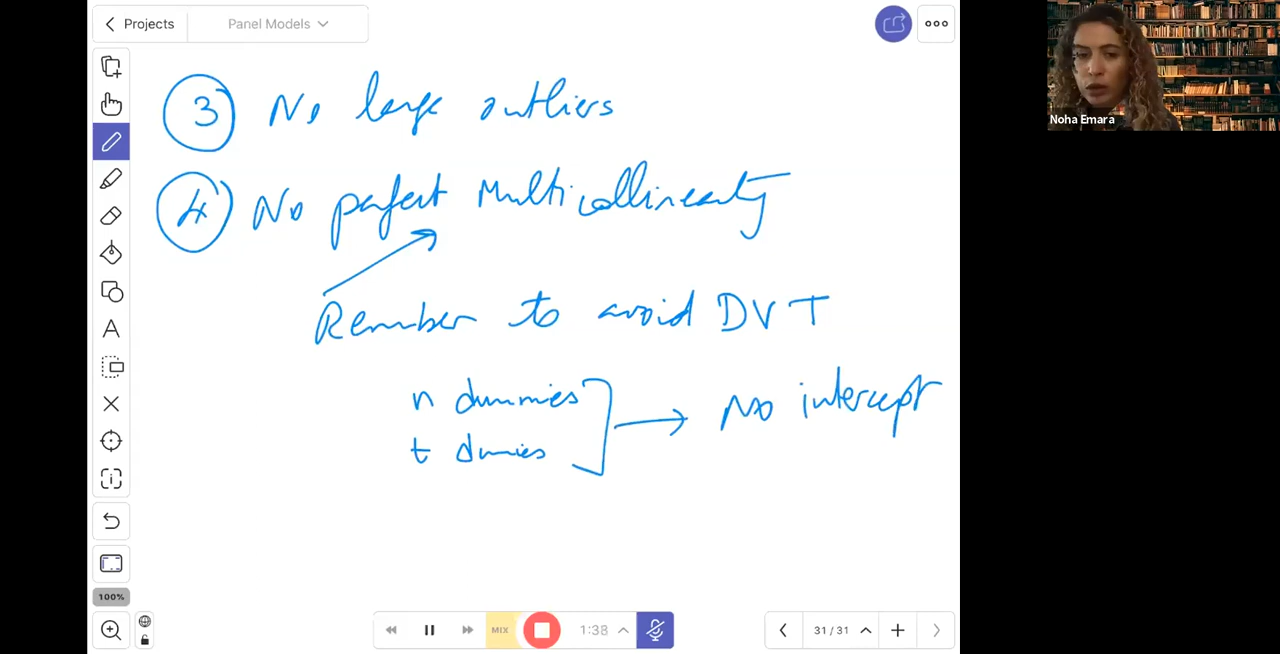 Projects
Panel Models
3 No large outliers
4 No perfect Multicollinearity
Remember to avoid DVT
n dummies
t dumies
No intercept
A
100%
MIX
1:38
31/31
Noha Emara